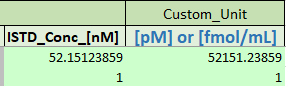 Custom_Unit
ISTD_Conc_[nM] [pM] or [fmol/mL]
52.15123859 52151.23859
1 1